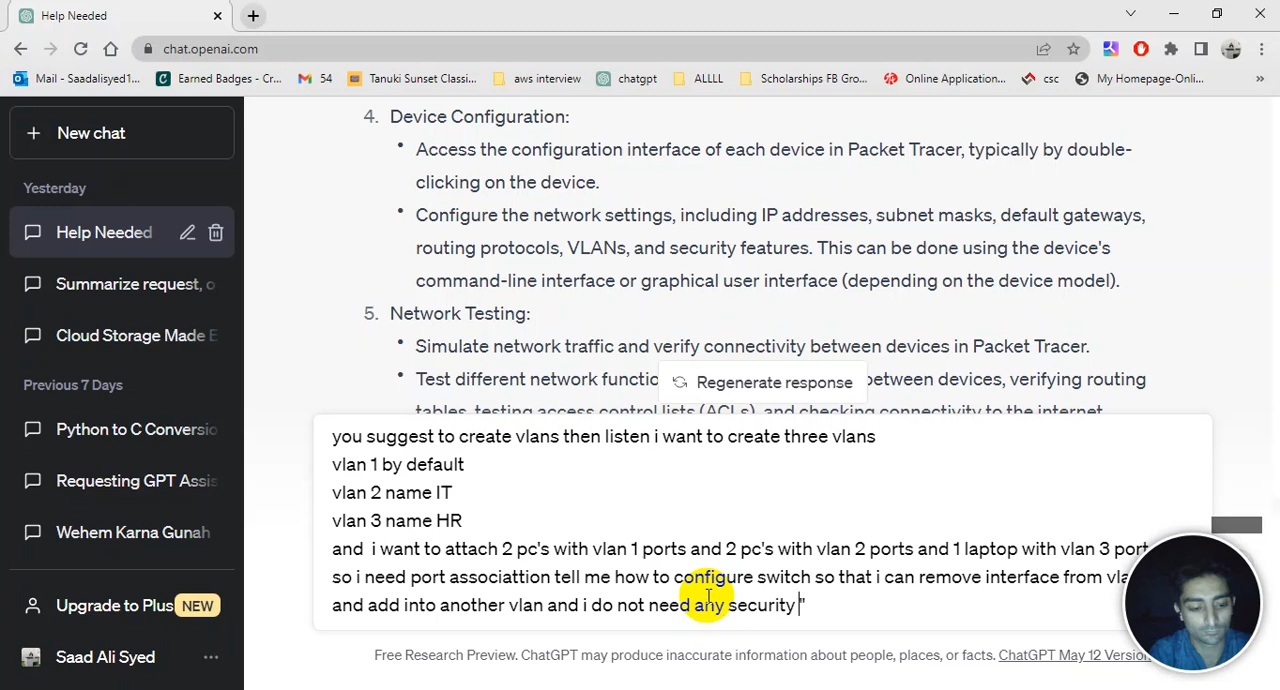 Help Needed
chat.openai.com
Mail - Saadalisyed1...
Earned Badges - Cr...
54
Tanuki Sunset Classi...
aws interview
chatgpt
ALLLL
Scholarships FB Gro...
Online Application...
csc
My Homepage-Onli...
»
+ New chat
Yesterday
Help Needed
Summarize request, o
Cloud Storage Made E
Previous 7 Days
Python to C Conversio
Requesting GPT Assis
Wehem Karna Gunah
Upgrade to Plus NEW
Saad Ali Syed
4. Device Configuration:
• Access the configuration interface of each device in Packet Tracer, typically by double-
clicking on the device.
• Configure the network settings, including IP addresses, subnet masks, default gateways,
routing protocols, VLANs, and security features. This can be done using the device's
command-line interface or graphical user interface (depending on the device model).
5. Network Testing:
• Simulate network traffic and verify connectivity between devices in Packet Tracer.
• Test different network functio between devices, verifying routing
tables, testing access control lists (ACLs), and checking connectivity to the internet
Regenerate response
you suggest to create vlans then listen i want to create three vlans
vlan 1 by default
vlan 2 name IT
vlan 3 name HR
and i want to attach 2 pc's with vlan 1 ports and 2 pc's with vlan 2 ports and 1 laptop with vlan 3 port
so i need port associattion tell me how to configure switch so that i can remove interface from vla
and add into another vlan and i do not need any security "
Free Research Preview. ChatGPT may produce inaccurate information about people, places, or facts. ChatGPT May 12 Version